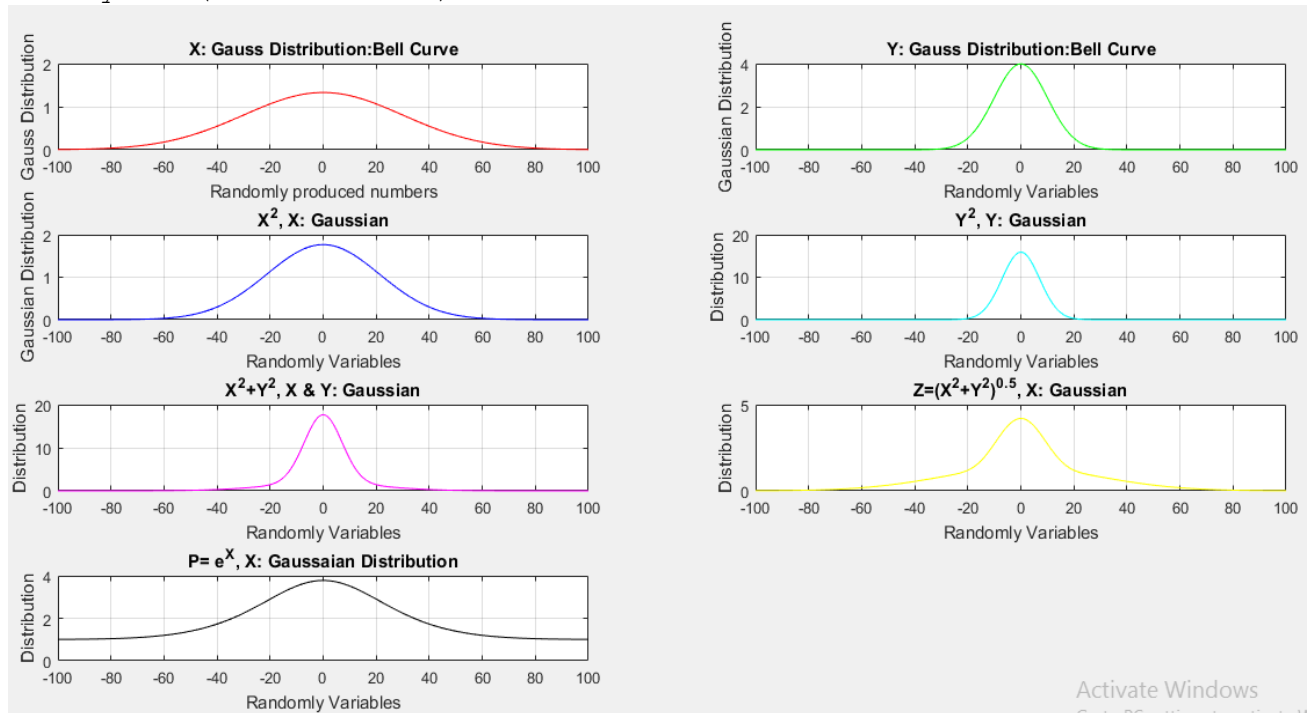 X: Gauss Distribution:Bell Curve
Gauss Distribution
2
1
0
-100 -80 -60 -40 -20 0 20 40 60 80 100
Randomly produced numbers
Y: Gauss Distribution:Bell Curve
Gaussian Distribution
4
2
0
-100 -80 -60 -40 -20 0 20 40 60 80 100
Randomly Variables
X², X: Gaussian
Gaussian Distribution
2
1
0
-100 -80 -60 -40 -20 0 20 40 60 80 100
Randomly Variables
Y², Y: Gaussian
Distribution
20
10
0
-100 -80 -60 -40 -20 0 20 40 60 80 100
Randomly Variables
X²+Y², X & Y: Gaussian
Distribution
20
10
0
-100 -80 -60 -40 -20 0 20 40 60 80 100
Randomly Variables
Z=(X²+Y²)^0.5, X: Gaussian
Distribution
5
0
-100 -80 -60 -40 -20 0 20 40 60 80 100
Randomly Variables
P= e^X, X: Gaussaian Distribution
Distribution
4
2
0
-100 -80 -60 -40 -20 0 20 40 60 80 100
Randomly Variables
Activate Windows